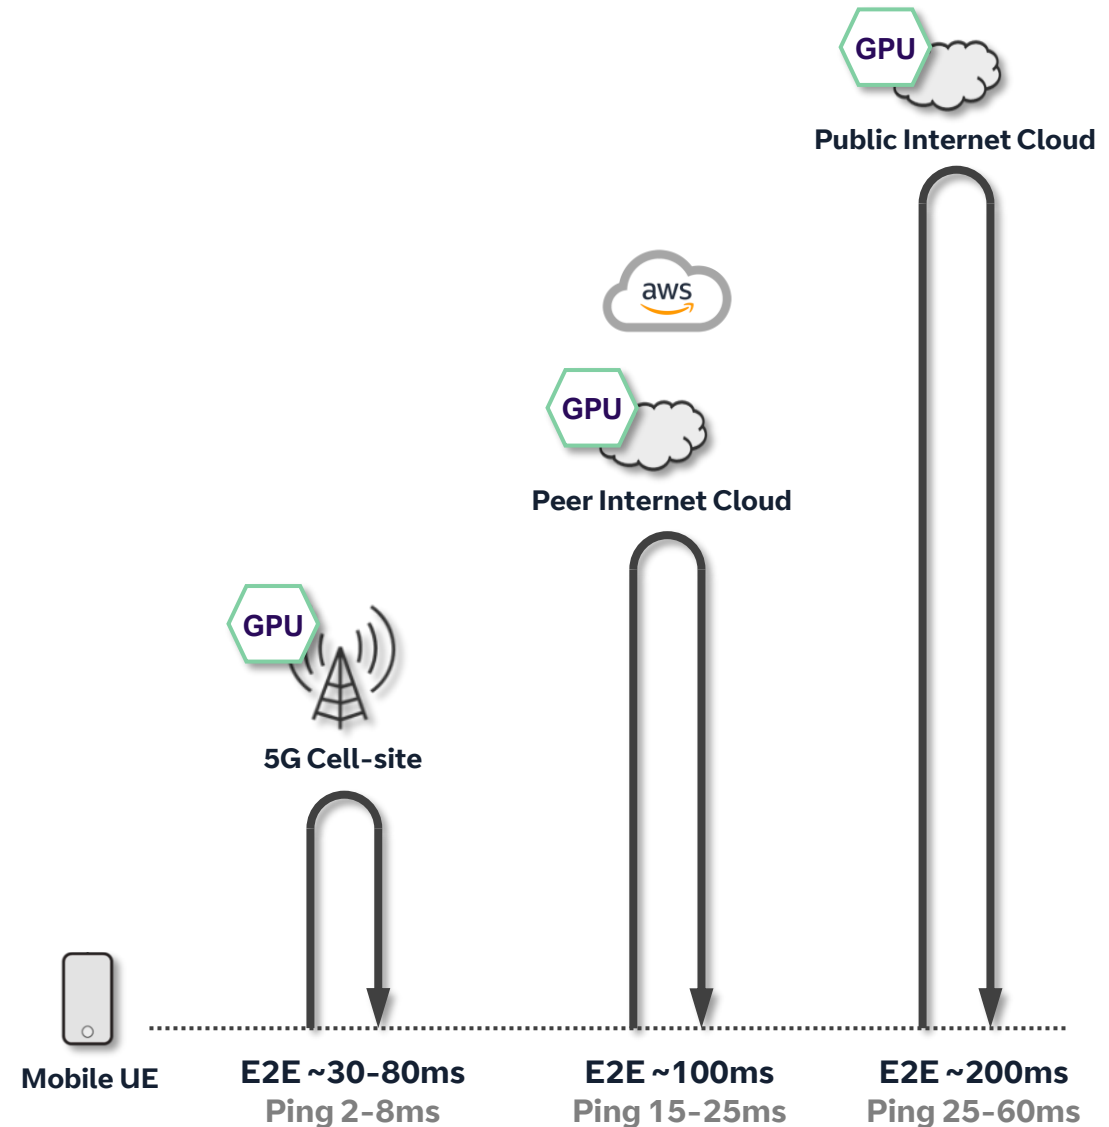 GPU
Public Internet Cloud
aws
GPU
Peer Internet Cloud
GPU
5G Cell-site
Mobile UE
E2E ~30-80ms
Ping 2-8ms
E2E ~100ms
Ping 15-25ms
E2E ~200ms
Ping 25-60ms